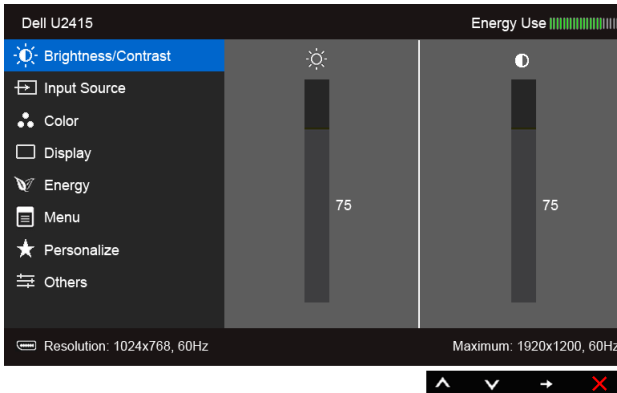 Dell U2415
Energy Use
Brightness/Contrast
Input Source
Color
Display
Energy
Menu
Personalize
Others
75
75
Resolution: 1024x768, 60Hz
Maximum: 1920x1200, 60Hz